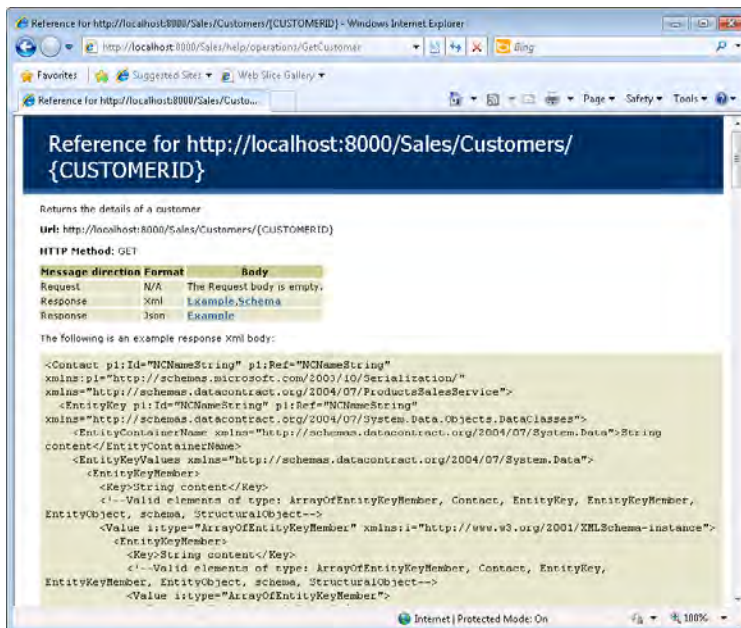 Reference for http://localhost:8000/Sales/Customers/{CUSTOMERID} - Windows Internet Explorer
http://localhost:8000/Sales/help/operations/GetCustomer
Bing
Favorites
Suggested Sites
Web Slice Gallery
Reference for http://localhost:8000/Sales/Custo...
Page
Safety
Tools
Reference for http://localhost:8000/Sales/Customers/
{CUSTOMERID}
Returns the details of a customer
Url: http://localhost:8000/Sales/Customers/{CUSTOMERID}
HTTP Method: GET
Message direction Format Body
Request N/A The Request body is empty.
Response Xml Example,Schema
Response Json Example
The following is an example response Xml body:
<Contact p1:Id="NCNameString" p1:Ref="NCNameString"
xmlns:p1="http://schemas.microsoft.com/2003/10/Serialization/"
xmlns="http://schemas.datacontract.org/2004/07/ProductsSalesService">
<EntityKey p1:Id="NCNameString" p1:Ref="NCNameString"
xmlns="http://schemas.datacontract.org/2004/07/System.Data.Objects.DataClasses">
<EntityContainerName xmlns="http://schemas.datacontract.org/2004/07/System.Data">String
content</EntityContainerName>
<EntityKeyValues xmlns="http://schemas.datacontract.org/2004/07/System.Data">
<EntityKeyMember>
<Key>String content</Key>
<!--Valid elements of type: ArrayOfEntityKeyMember, Contact, EntityKey, EntityKeyMember,
EntityObject, schema, StructuralObject-->
<Value i:type="ArrayOfEntityKeyMember" xmlns:i="http://www.w3.org/2001/XMLSchema-instance">
<EntityKeyMember>
<Key>String content</Key>
<!--Valid elements of type: ArrayOfEntityKeyMember, Contact, EntityKey,
EntityKeyMember, EntityObject, schema, StructuralObject-->
<Value i:type="ArrayOfEntityKeyMember">
Internet | Protected Mode: On
100%